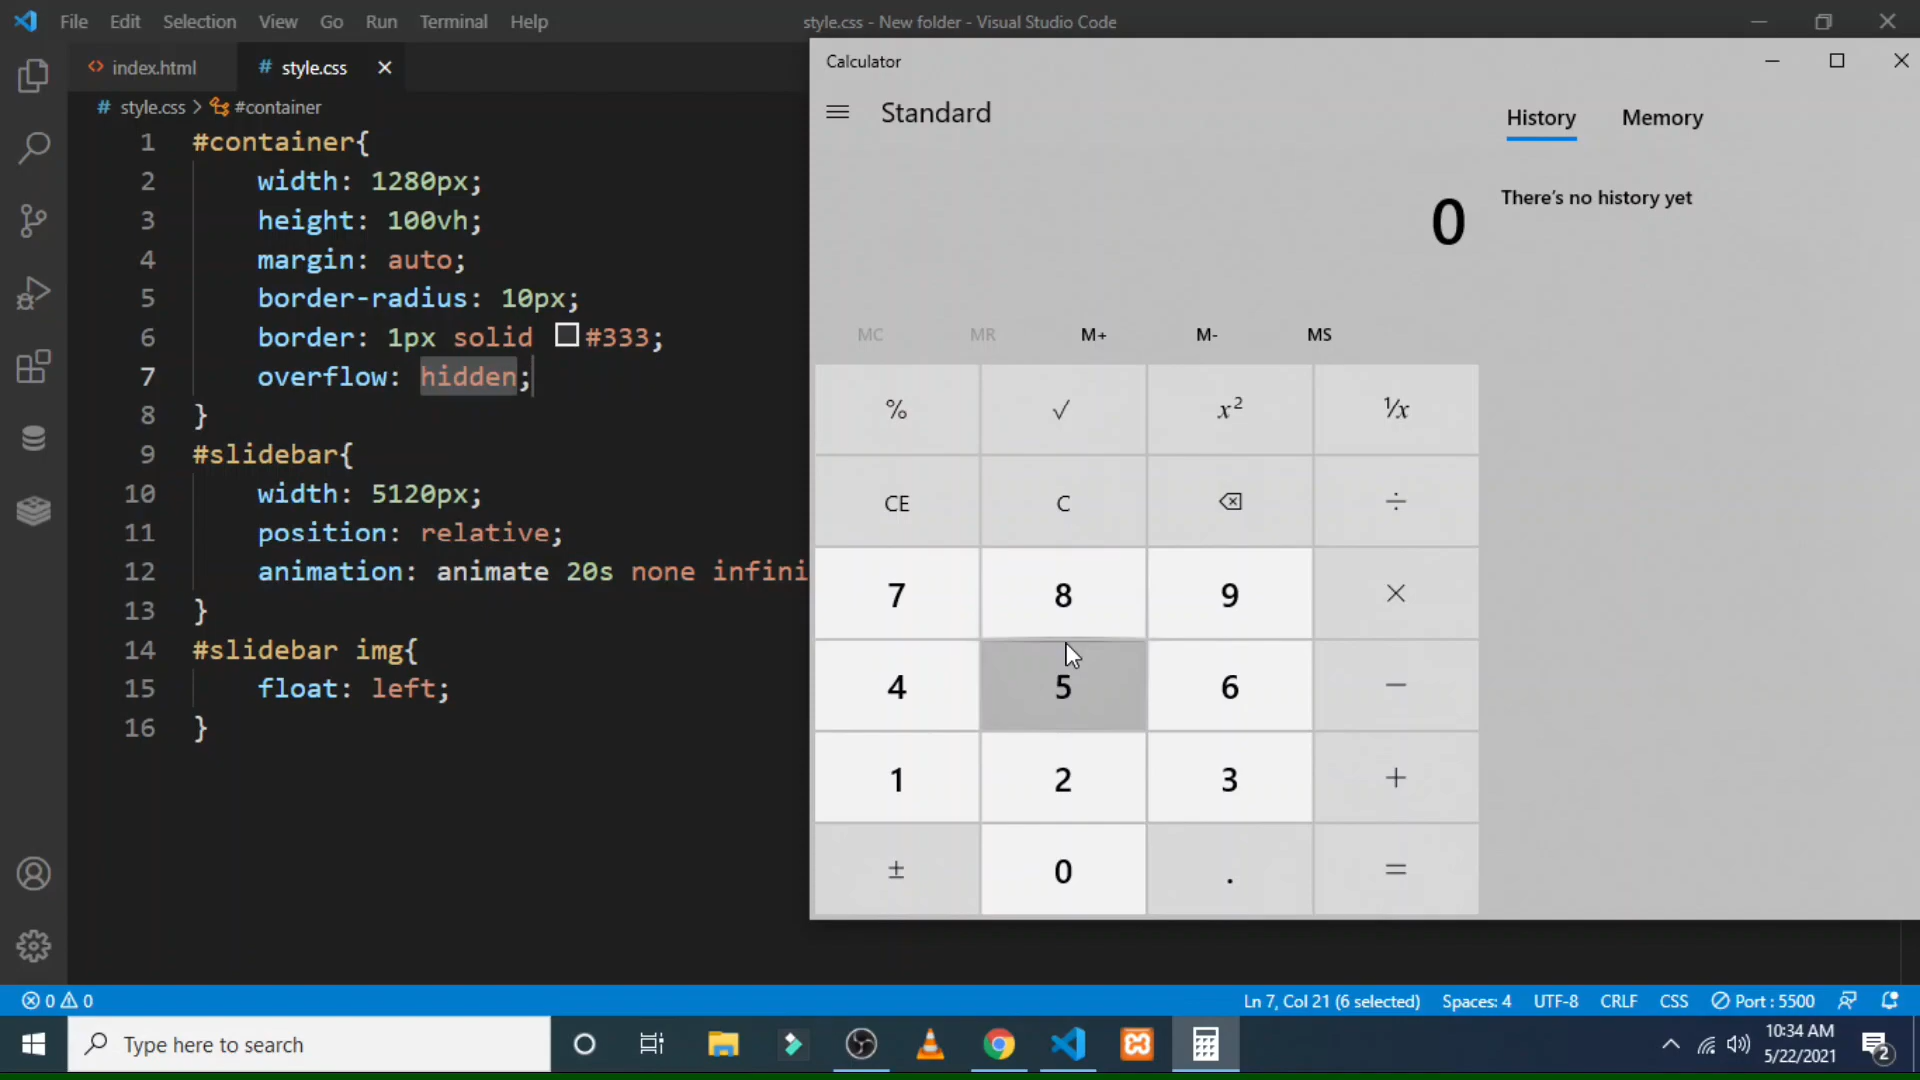 File Edit Selection View Go Run Terminal Help
style.css - New folder - Visual Studio Code
index.html
# style.css
# style.css > #container
1 #container{
2 width: 1280px;
3 height: 100vh;
4 margin: auto;
5 border-radius: 10px;
6 border: 1px solid #333;
7 overflow: hidden;
8 }
9 #slidebar{
10 width: 5120px;
11 position: relative;
12 animation: animate 20s none infini
13 }
14 #slidebar img{
15 float: left;
16 }
Calculator
Standard
History Memory
There's no history yet
0
MC MR M+ M- MS
% √ x² ¹/x
CE C ÷
7 8 9 ×
4 5 6 −
1 2 3 +
± 0 . =
0 0
Ln 7, Col 21 (6 selected) Spaces: 4 UTF-8 CRLF CSS Port : 5500
Type here to search
10:34 AM
5/22/2021
2